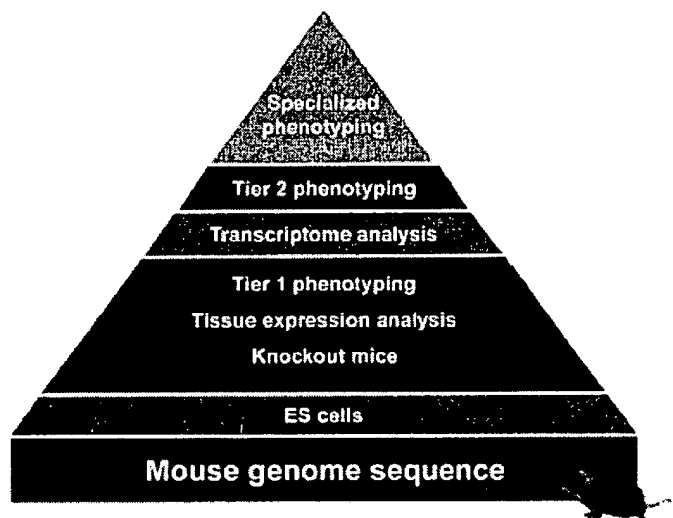 Specialized
phenotyping
Tier 2 phenotyping
Transcriptome analysis
Tier 1 phenotyping
Tissue expression analysis
Knockout mice
ES cells
Mouse genome sequence